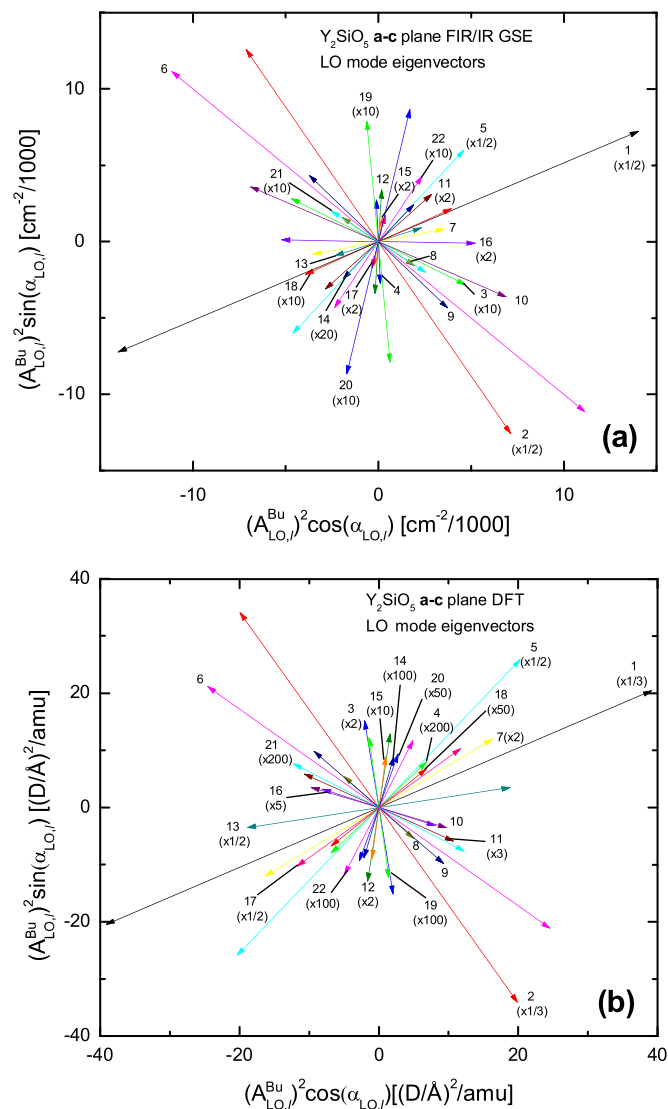 Y₂SiO₅ a-c plane FIR/IR GSE
LO mode eigenvectors
6
19
(x10)
22
(x10)
5
(x1/2)
1
(x1/2)
12
15
(x2)
11
(x2)
21
(x10)
7
16
(x2)
13
8
18
(x10)
17
(x2)
4
3
(x10)
10
14
(x20)
9
20
(x10)
2
(x1/2)
(a)
10
0
-10
-10
0
10
(A^Bu_LO,l)²sin(α_LO,l) [cm⁻²/1000]
(A^Bu_LO,l)²cos(α_LO,l) [cm⁻²/1000]
Y₂SiO₅ a-c plane DFT
LO mode eigenvectors
5
(x1/2)
14
(x100)
1
(x1/3)
20
(x50)
6
15
(x10)
18
(x50)
3
(x2)
4
(x200)
7(x2)
21
(x200)
16
(x5)
10
13
(x1/2)
11
(x3)
8
9
17
(x1/2)
22
(x100)
12
(x2)
19
(x100)
2
(x1/3)
(b)
40
20
0
-20
-40
-40
-20
0
20
40
(A^Bu_LO,l)²sin(α_LO,l) [(D/Å)²/amu]
(A^Bu_LO,l)²cos(α_LO,l)[(D/Å)²/amu]